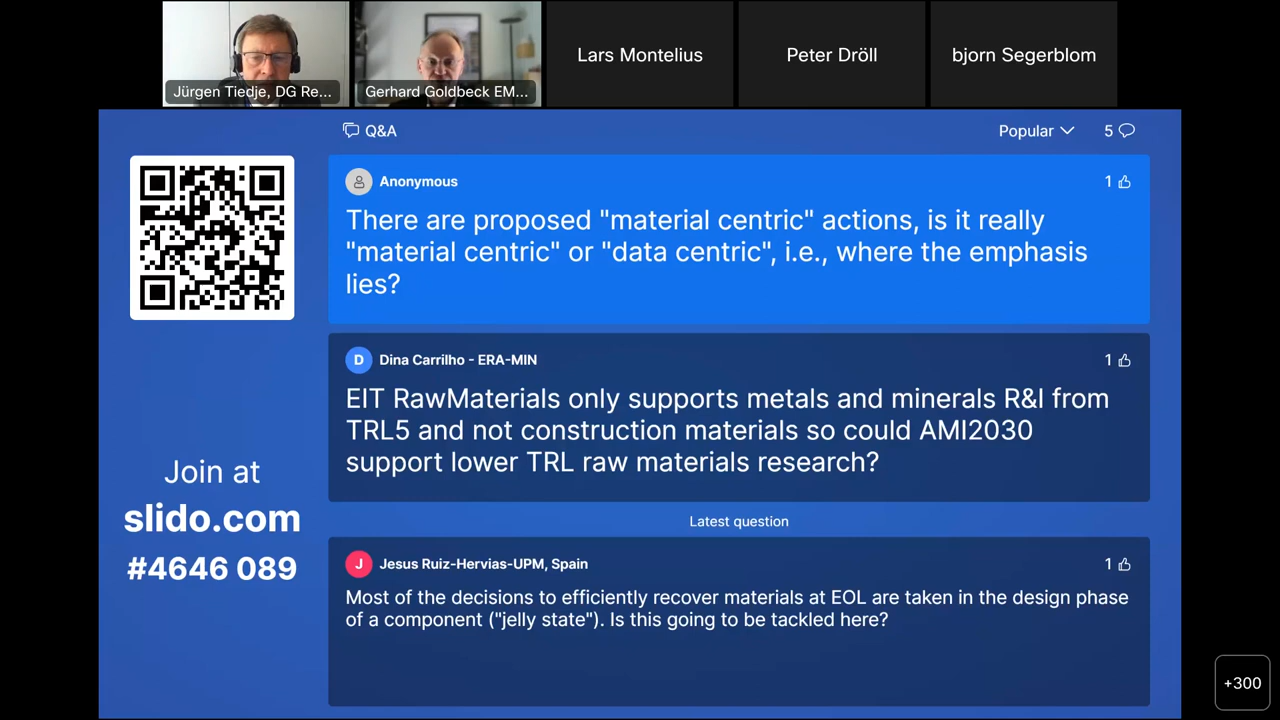 Jürgen Tiedje, DG Re...
Gerhard Goldbeck EM...
Lars Montelius
Peter Dröll
bjorn Segerblom
Q&A
Popular
5
Anonymous
1
There are proposed "material centric" actions, is it really
"material centric" or "data centric", i.e., where the emphasis
lies?
D
Dina Carrilho - ERA-MIN
1
EIT RawMaterials only supports metals and minerals R&I from
TRL5 and not construction materials so could AMI2030
support lower TRL raw materials research?
Join at
slido.com
#4646 089
Latest question
J
Jesus Ruiz-Hervias-UPM, Spain
1
Most of the decisions to efficiently recover materials at EOL are taken in the design phase
of a component ("jelly state"). Is this going to be tackled here?
+300